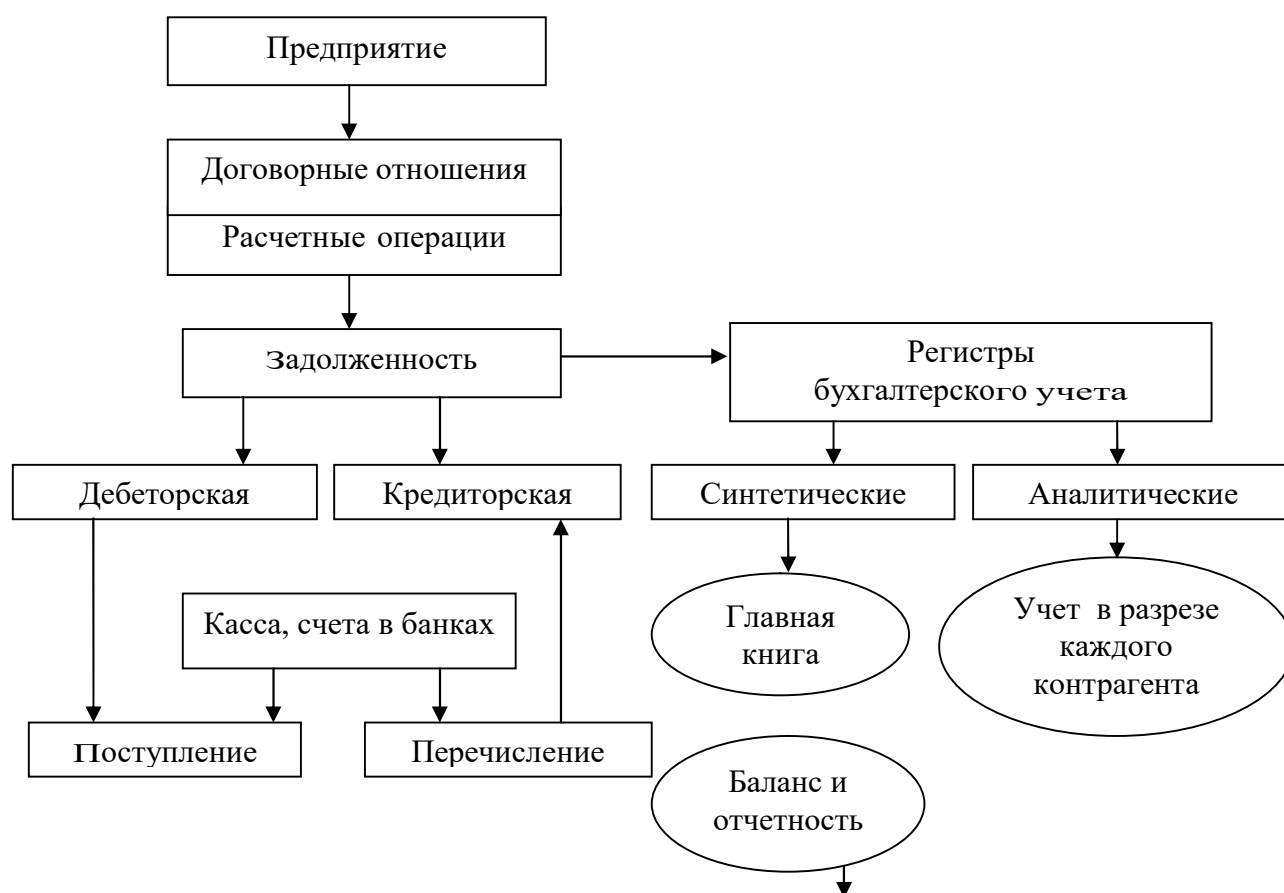 Предприятие
Договорные отношения
Расчетные операции
Задолженность
Регистры
бухгалтерского учета
Дебеторская
Кредиторская
Синтетические
Аналитические
Касса, счета в банках
Главная
книга
Учет в разрезе
каждого
контрагента
Поступление
Перечисление
Баланс и
отчетность